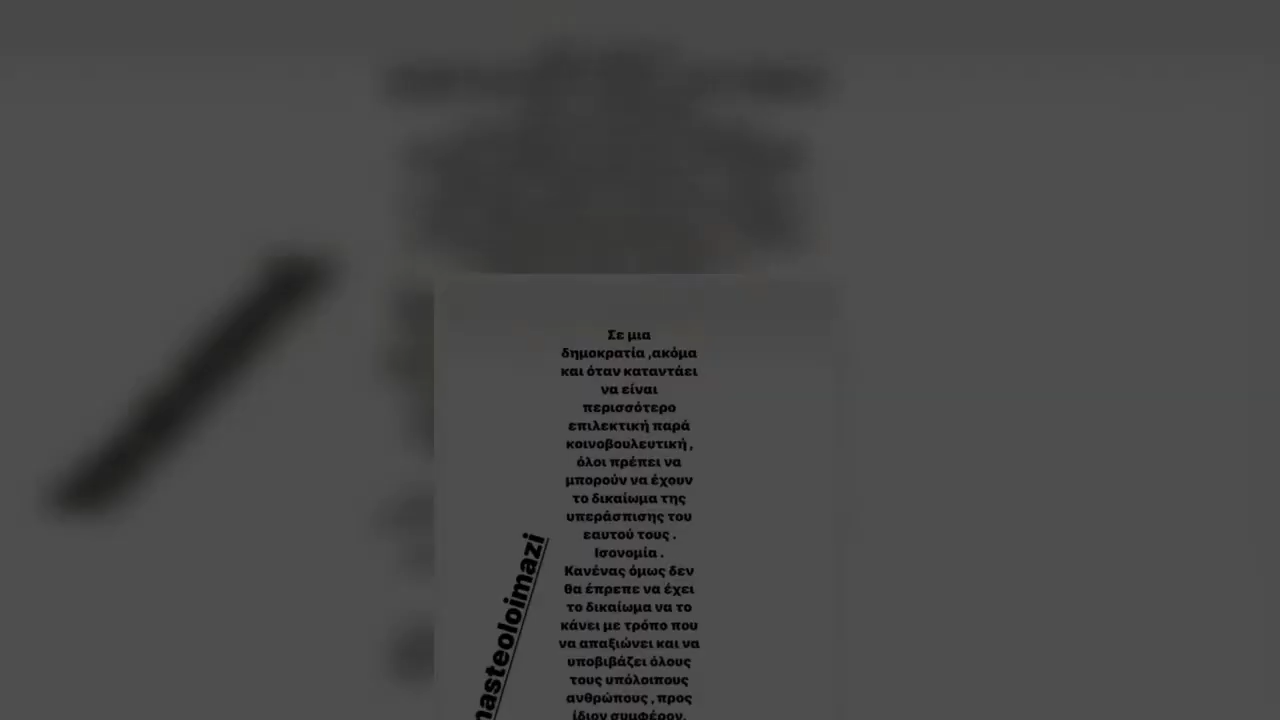 Σε μια
δημοκρατία ,ακόμα
και όταν καταντάει
να είναι
περισσότερο
επιλεκτική παρά
κοινοβουλευτική ,
όλοι πρέπει να
μπορούν να έχουν
το δικαίωμα της
υπεράσπισης του
εαυτού τους .
Ισονομία .
Κανένας όμως δεν
θα έπρεπε να έχει
το δικαίωμα να το
κάνει με τρόπο που
να απαξιώνει και να
υποβιβάζει όλους
τους υπόλοιπους
ανθρώπους , προς
ίδιον συμφέρον.
masteoloimazi